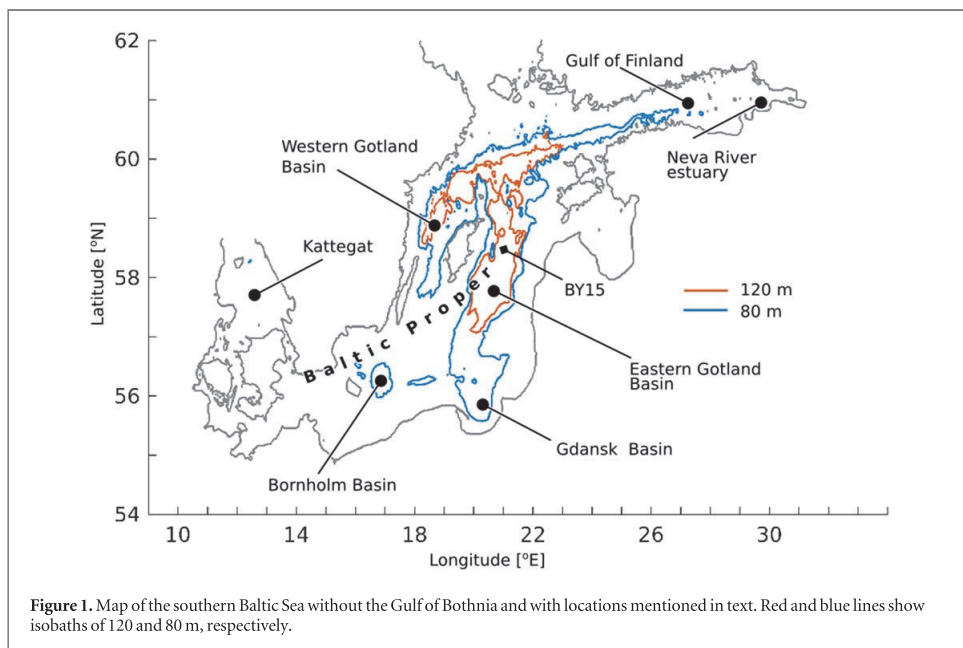 62
60
58
56
54
Latitude [ºN]
10
14
18
22
26
30
Longitude [ºE]
Gulf of Finland
Western Gotland
Basin
Neva River
estuary
Kattegat
BY15
120 m
80 m
Baltic Proper
Eastern Gotland
Basin
Gdansk Basin
Bornholm Basin
Figure 1. Map of the southern Baltic Sea without the Gulf of Bothnia and with locations mentioned in text. Red and blue lines show
isobaths of 120 and 80 m, respectively.